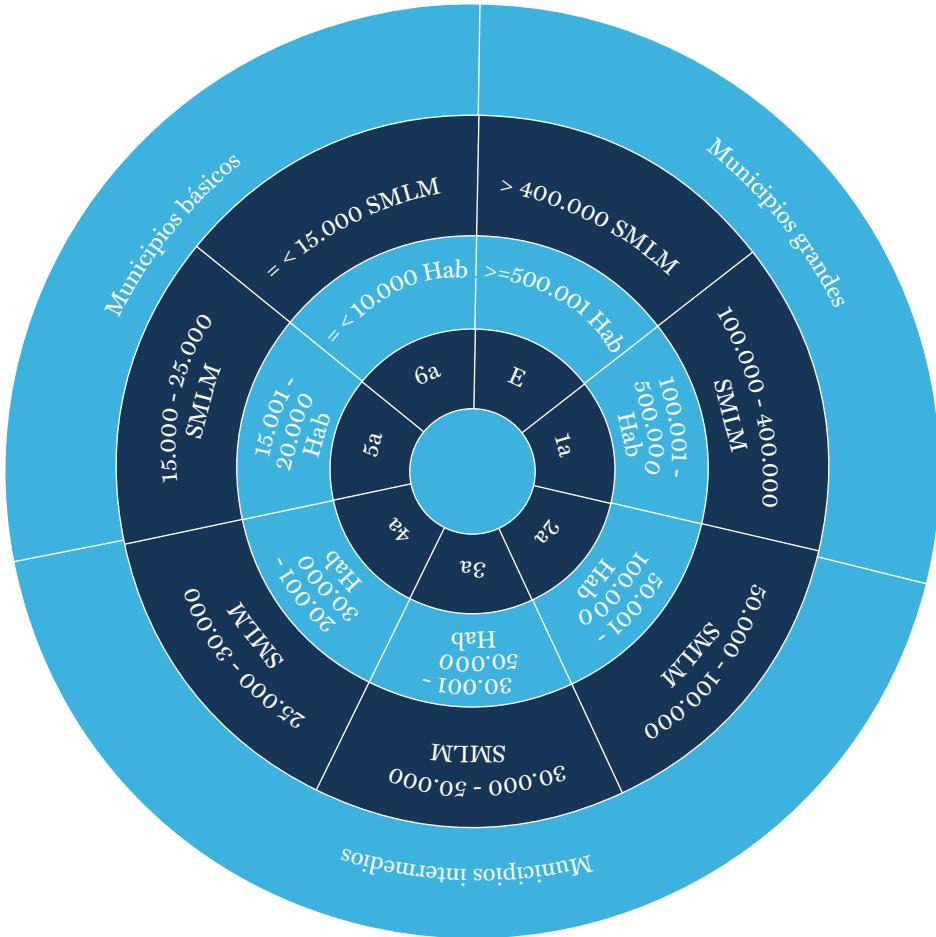 Municipios grandes
> 400.000 SMLM
>=500.001 Hab
E
100.000 - 400.000
SMLM
100.001 -
500.000
Hab
1a
50.000 - 100.000
SMLM
50.001 -
100.000
Hab
2a
Municipios intermedios
30.000 - 50.000
SMLM
30.001 -
50.000
Hab
3a
25.000 - 30.000
SMLM
20.001 -
30.000
Hab
4a
Municipios básicos
15.000 - 25.000
SMLM
15.001 -
20.000
Hab
5a
= < 15.000 SMLM
= < 10.000 Hab
6a